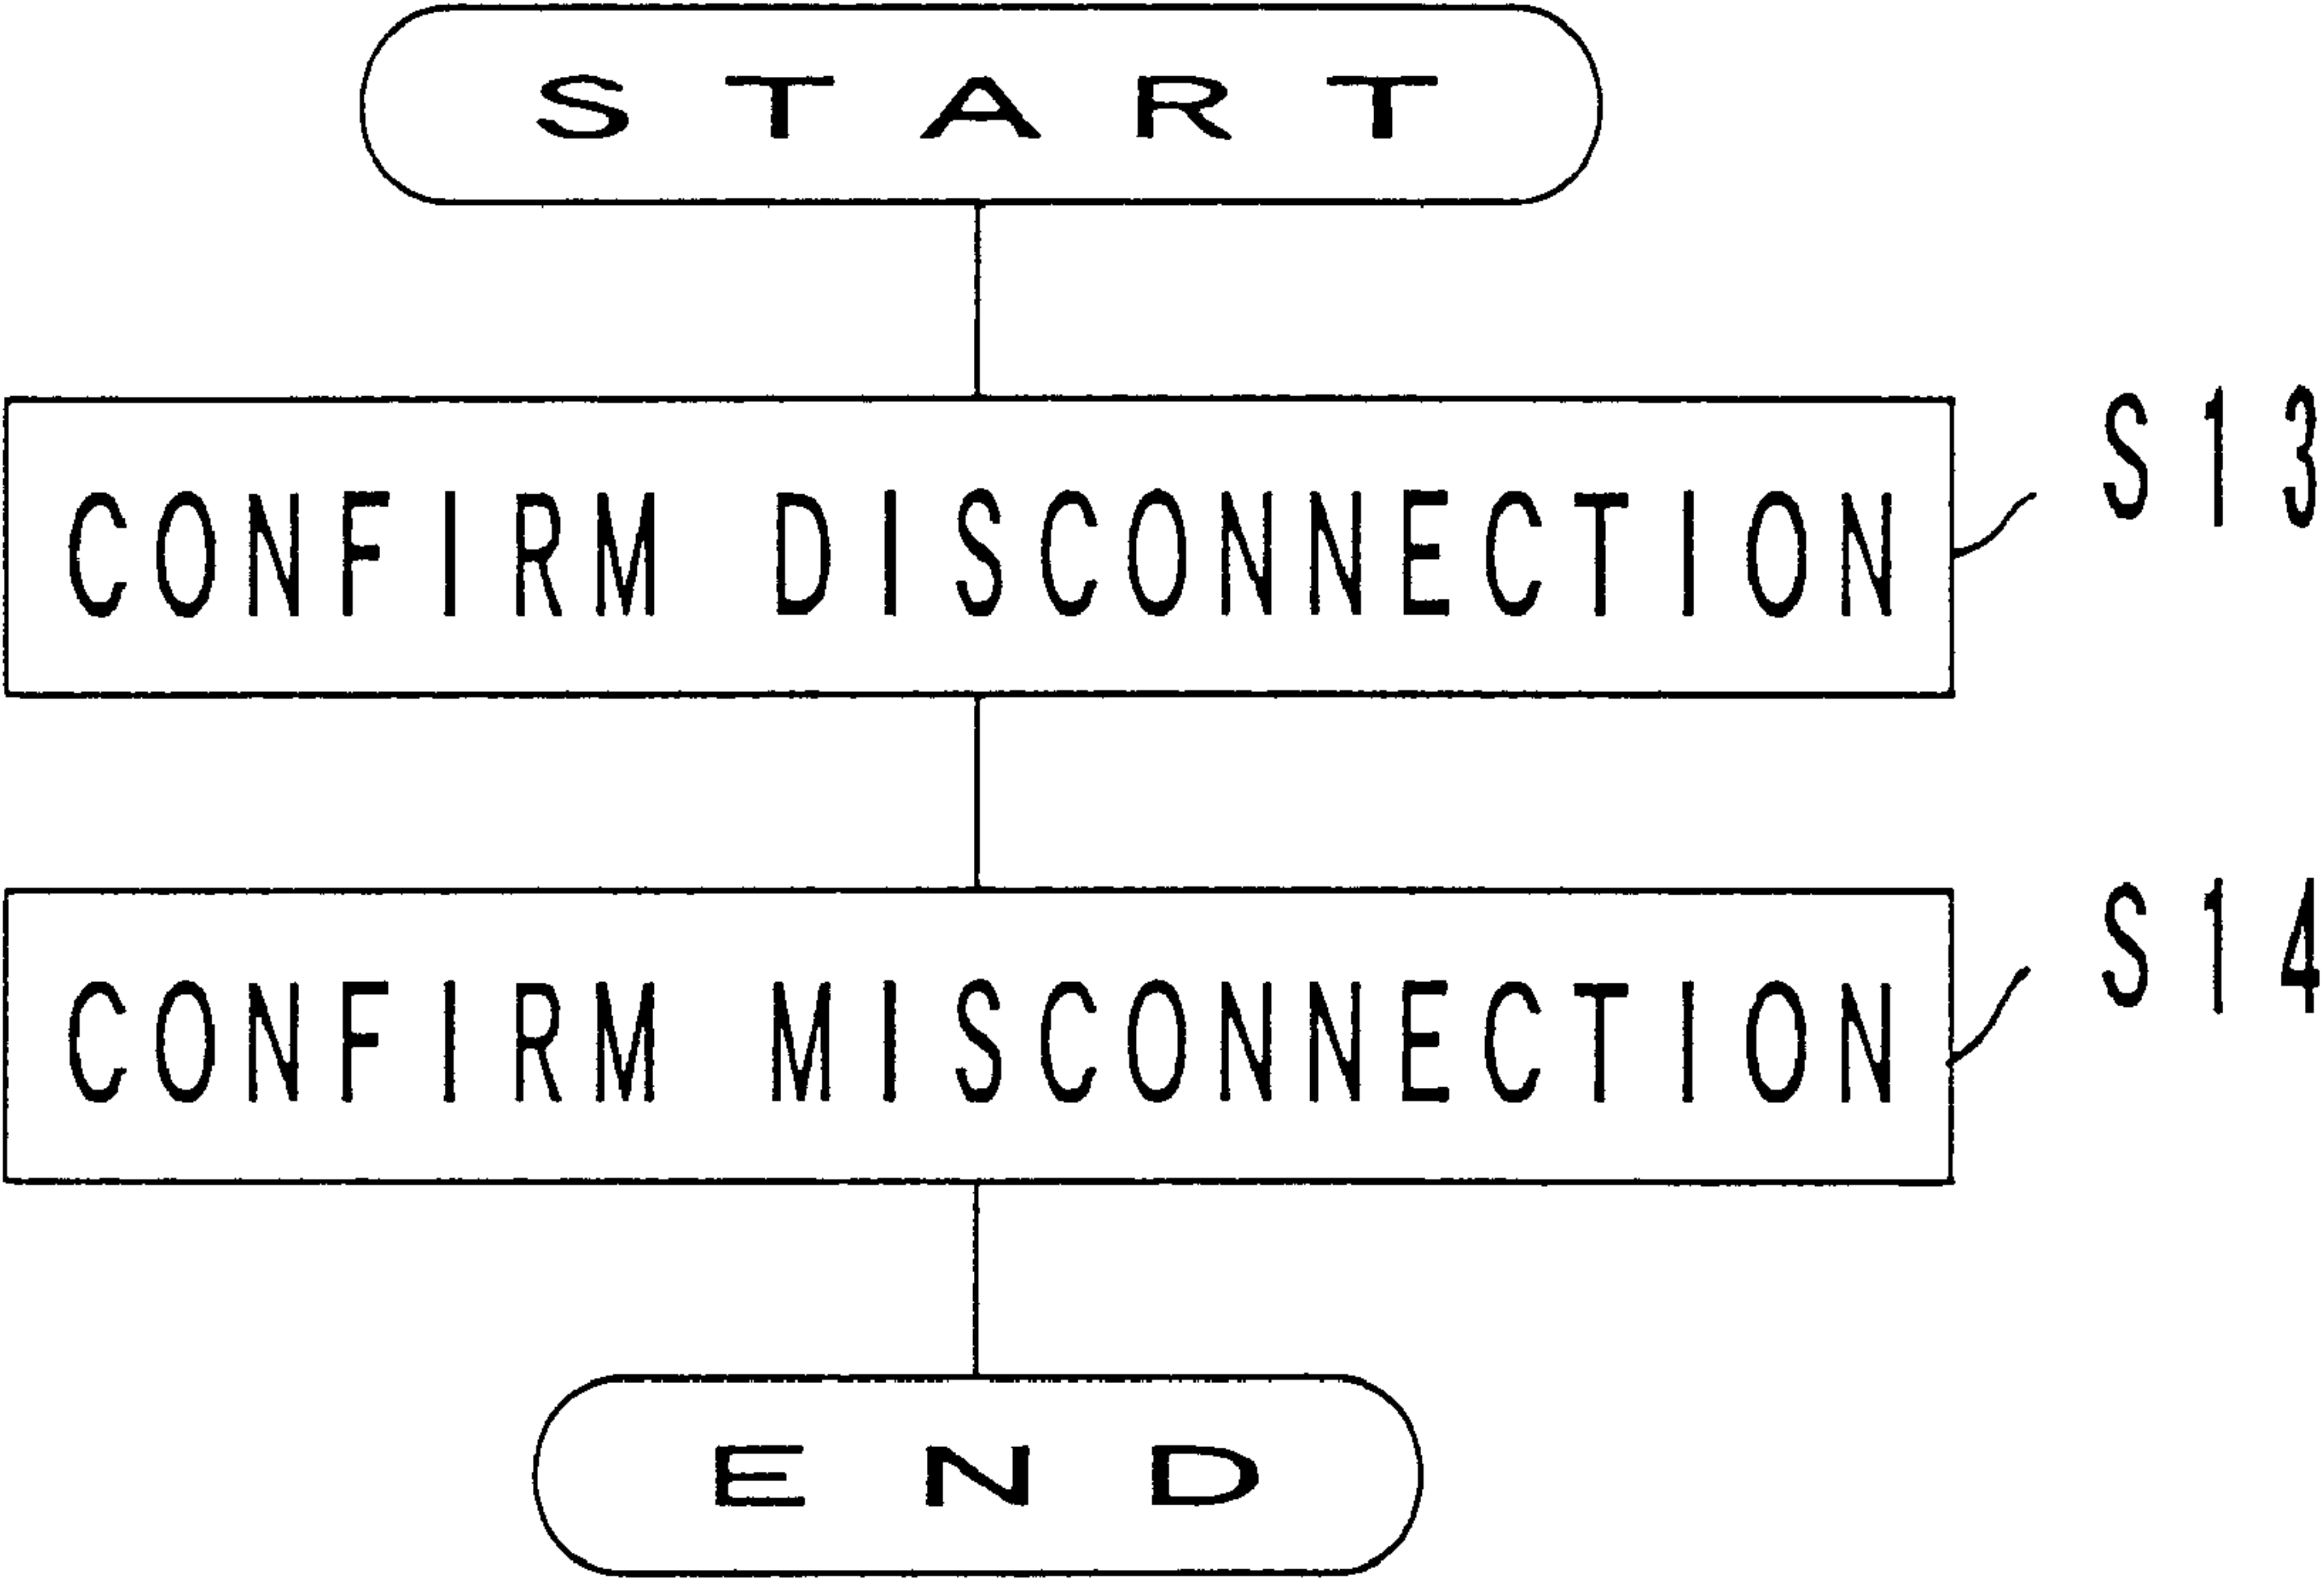 START
S13
CONFIRM DISCONNECTION
S14
CONFIRM MISCONNECTION
END